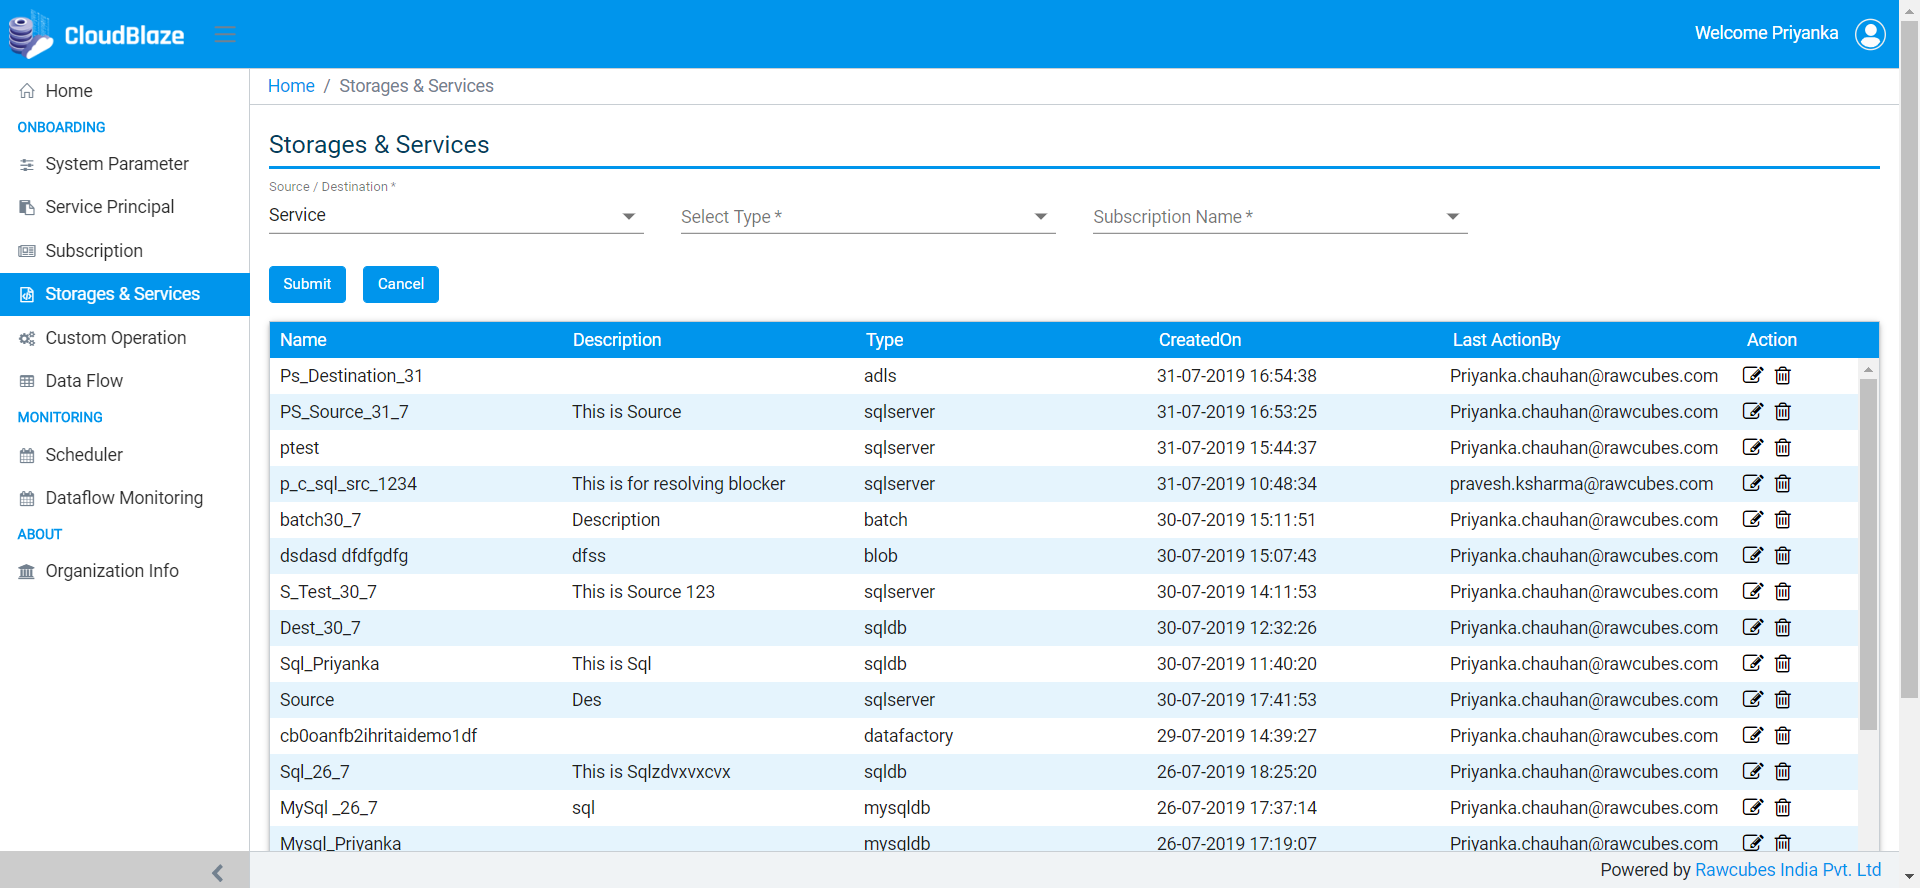 CloudBlaze
Welcome Priyanka
Home
ONBOARDING
System Parameter
Service Principal
Subscription
Storages & Services
Custom Operation
Data Flow
MONITORING
Scheduler
Dataflow Monitoring
ABOUT
Organization Info
Home / Storages & Services
Storages & Services
Source / Destination *
Service
Select Type *
Subscription Name *
Submit
Cancel
Name Description Type CreatedOn Last ActionBy Action
Ps_Destination_31 adls 31-07-2019 16:54:38 Priyanka.chauhan@rawcubes.com
PS_Source_31_7 This is Source sqlserver 31-07-2019 16:53:25 Priyanka.chauhan@rawcubes.com
ptest sqlserver 31-07-2019 15:44:37 Priyanka.chauhan@rawcubes.com
p_c_sql_src_1234 This is for resolving blocker sqlserver 31-07-2019 10:48:34 pravesh.ksharma@rawcubes.com
batch30_7 Description batch 30-07-2019 15:11:51 Priyanka.chauhan@rawcubes.com
dsdasd dfdfgdfg dfss blob 30-07-2019 15:07:43 Priyanka.chauhan@rawcubes.com
S_Test_30_7 This is Source 123 sqlserver 30-07-2019 14:11:53 Priyanka.chauhan@rawcubes.com
Dest_30_7 sqldb 30-07-2019 12:32:26 Priyanka.chauhan@rawcubes.com
Sql_Priyanka This is Sql sqldb 30-07-2019 11:40:20 Priyanka.chauhan@rawcubes.com
Source Des sqlserver 30-07-2019 17:41:53 Priyanka.chauhan@rawcubes.com
cb0oanfb2ihritaidemo1df datafactory 29-07-2019 14:39:27 Priyanka.chauhan@rawcubes.com
Sql_26_7 This is Sqlzdvxvxcvx sqldb 26-07-2019 18:25:20 Priyanka.chauhan@rawcubes.com
MySql _26_7 sql mysqldb 26-07-2019 17:37:14 Priyanka.chauhan@rawcubes.com
Mysql_Priyanka mysqldb 26-07-2019 17:19:07 Priyanka.chauhan@rawcubes.com
Powered by Rawcubes India Pvt. Ltd